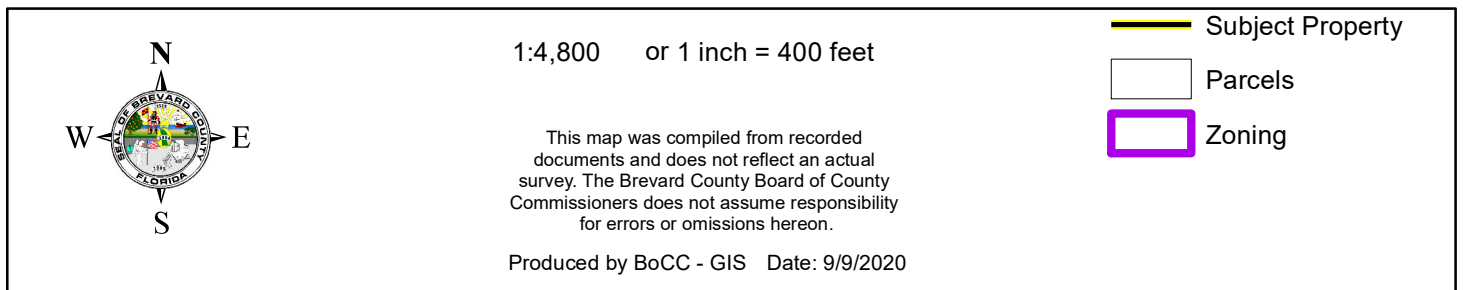 N
W
E
S
SEAL OF BREVARD COUNTY
FLORIDA
1:4,800 or 1 inch = 400 feet
This map was compiled from recorded
documents and does not reflect an actual
survey. The Brevard County Board of County
Commissioners does not assume responsibility
for errors or omissions hereon.
Produced by BoCC - GIS Date: 9/9/2020
Subject Property
Parcels
Zoning